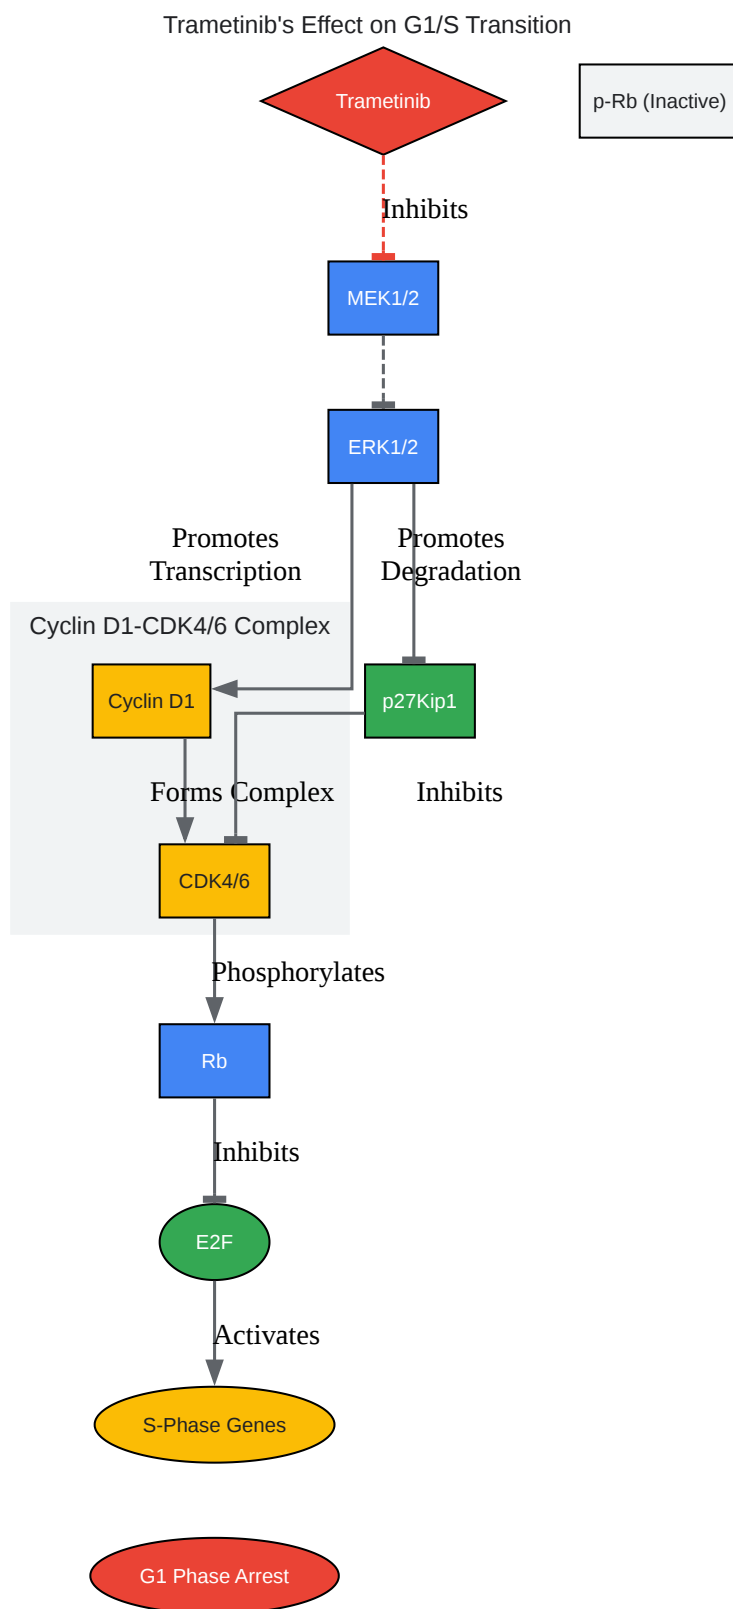 Trametinib's Effect on G1/S Transition
Trametinib
p-Rb (Inactive)
Inhibits
MEK1/2
ERK1/2
Promotes
Transcription
Promotes
Degradation
Cyclin D1-CDK4/6 Complex
Cyclin D1
p27Kip1
Forms Complex
Inhibits
CDK4/6
Phosphorylates
Rb
Inhibits
E2F
Activates
S-Phase Genes
G1 Phase Arrest